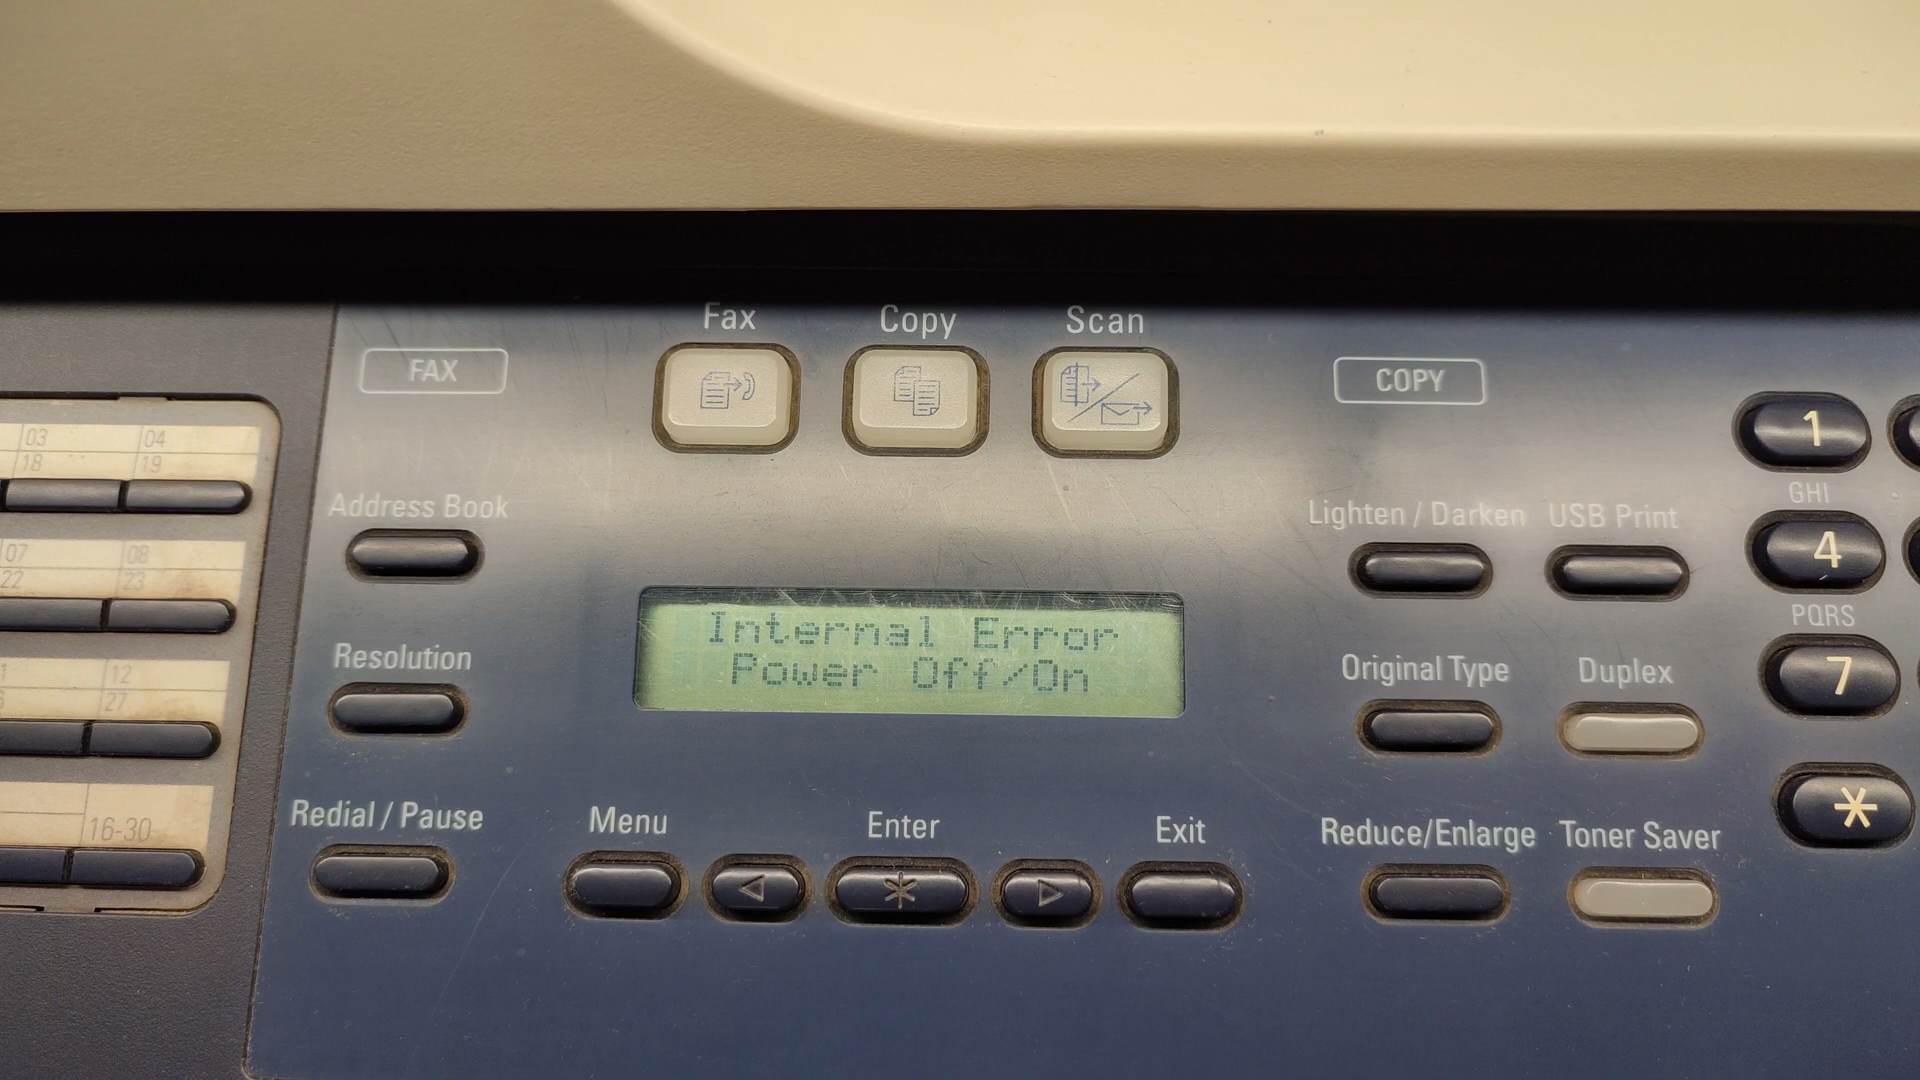 Fax
Copy
Scan
FAX
COPY
03
04
18
19
1
Address Book
Lighten / Darken
USB Print
GHI
07
08
22
23
4
Internal Error
Power Off/On
PQRS
Resolution
Original Type
Duplex
7
12
27
16-30
Redial / Pause
Menu
Enter
Exit
Reduce/Enlarge
Toner Saver
*
*